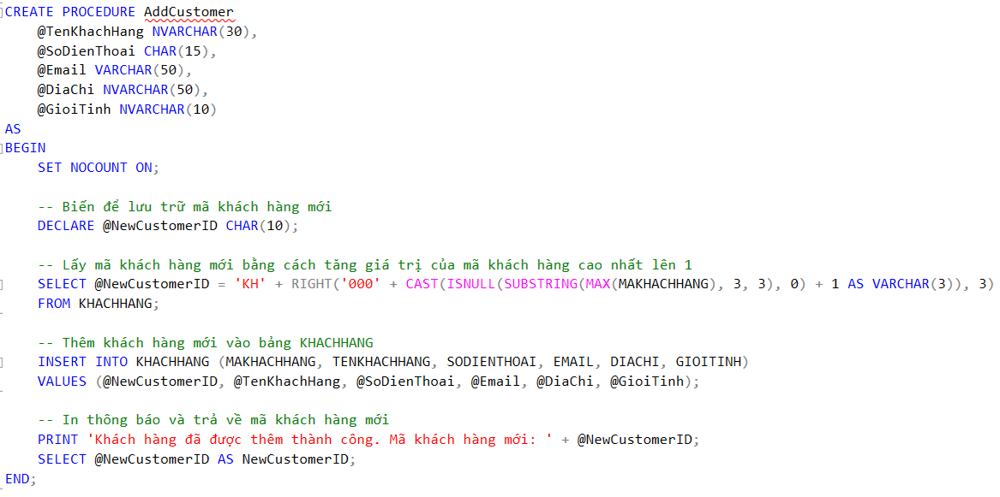 CREATE PROCEDURE AddCustomer
@TenKhachHang NVARCHAR(30),
@SoDienThoai CHAR(15),
@Email VARCHAR(50),
@DiaChi NVARCHAR(50),
@GioiTinh NVARCHAR(10)
AS
BEGIN
SET NOCOUNT ON;
-- Biến để lưu trữ mã khách hàng mới
DECLARE @NewCustomerID CHAR(10);
-- Lấy mã khách hàng mới bằng cách tăng giá trị của mã khách hàng cao nhất lên 1
SELECT @NewCustomerID = 'KH' + RIGHT('000' + CAST(ISNULL(SUBSTRING(MAX(MAKHACHHANG), 3, 3), 0) + 1 AS VARCHAR(3)), 3)
FROM KHACHHANG;
-- Thêm khách hàng mới vào bảng KHACHHANG
INSERT INTO KHACHHANG (MAKHACHHANG, TENKHACHHANG, SODIENTHOAI, EMAIL, DIACHI, GIOITINH)
VALUES (@NewCustomerID, @TenKhachHang, @SoDienThoai, @Email, @DiaChi, @GioiTinh);
-- In thông báo và trả về mã khách hàng mới
PRINT 'Khách hàng đã được thêm thành công. Mã khách hàng mới: ' + @NewCustomerID;
SELECT @NewCustomerID AS NewCustomerID;
END;